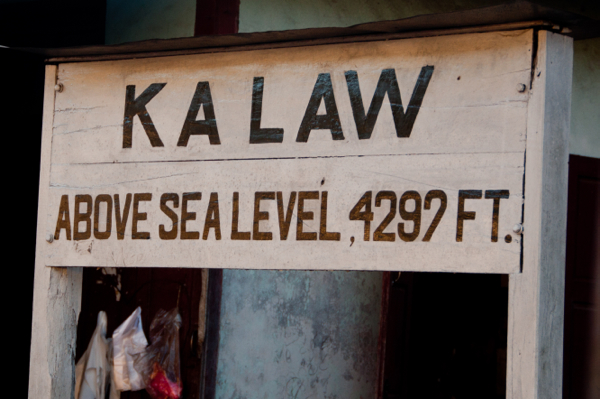 KALAW
ABOVE SEA LEVEL, 4297 FT.